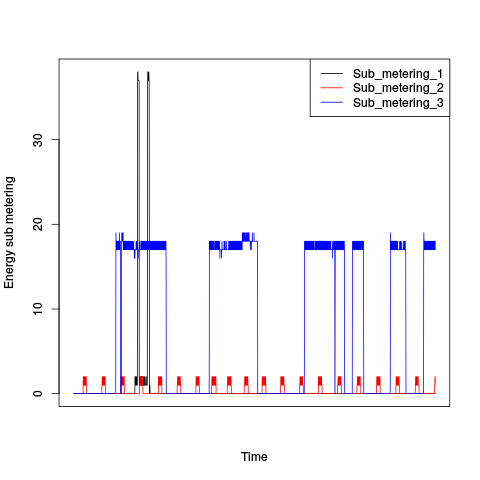 Sub_metering_1
Sub_metering_2
Sub_metering_3
Energy sub metering
30
20
10
0
Time